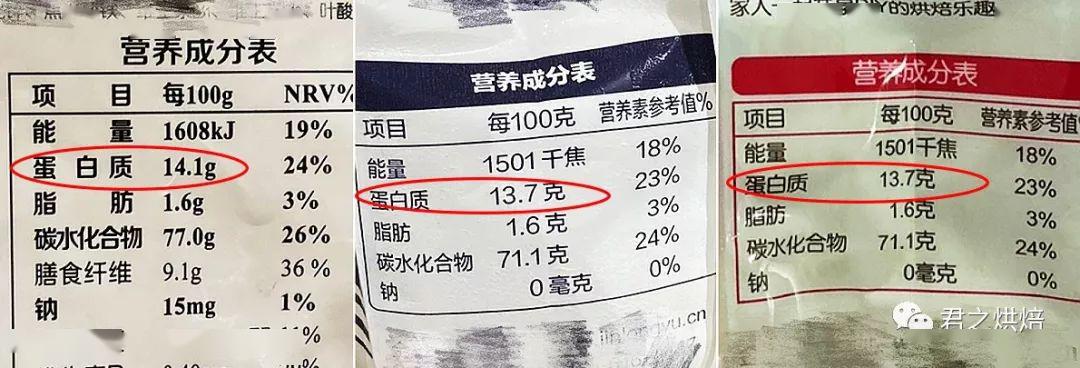 叶酸
营养成分表
项 目 每100g NRV%
能 量 1608kJ 19%
蛋 白 质 14.1g 24%
脂 肪 1.6g 3%
碳水化合物 77.0g 26%
膳食纤维 9.1g 36%
钠 15mg 1%
营养成分表
项目 每100克 营养素参考值%
能量 1501千焦 18%
蛋白质 13.7克 23%
脂肪 1.6克 3%
碳水化合物 71.1克 24%
钠 0毫克 0%
家人-
的烘焙乐趣
营养成分表
项目 每100克 营养素参考值%
能量 1501千焦 18%
蛋白质 13.7克 23%
脂肪 1.6克 3%
碳水化合物 71.1克 24%
钠 0毫克 0%
君之烘焙